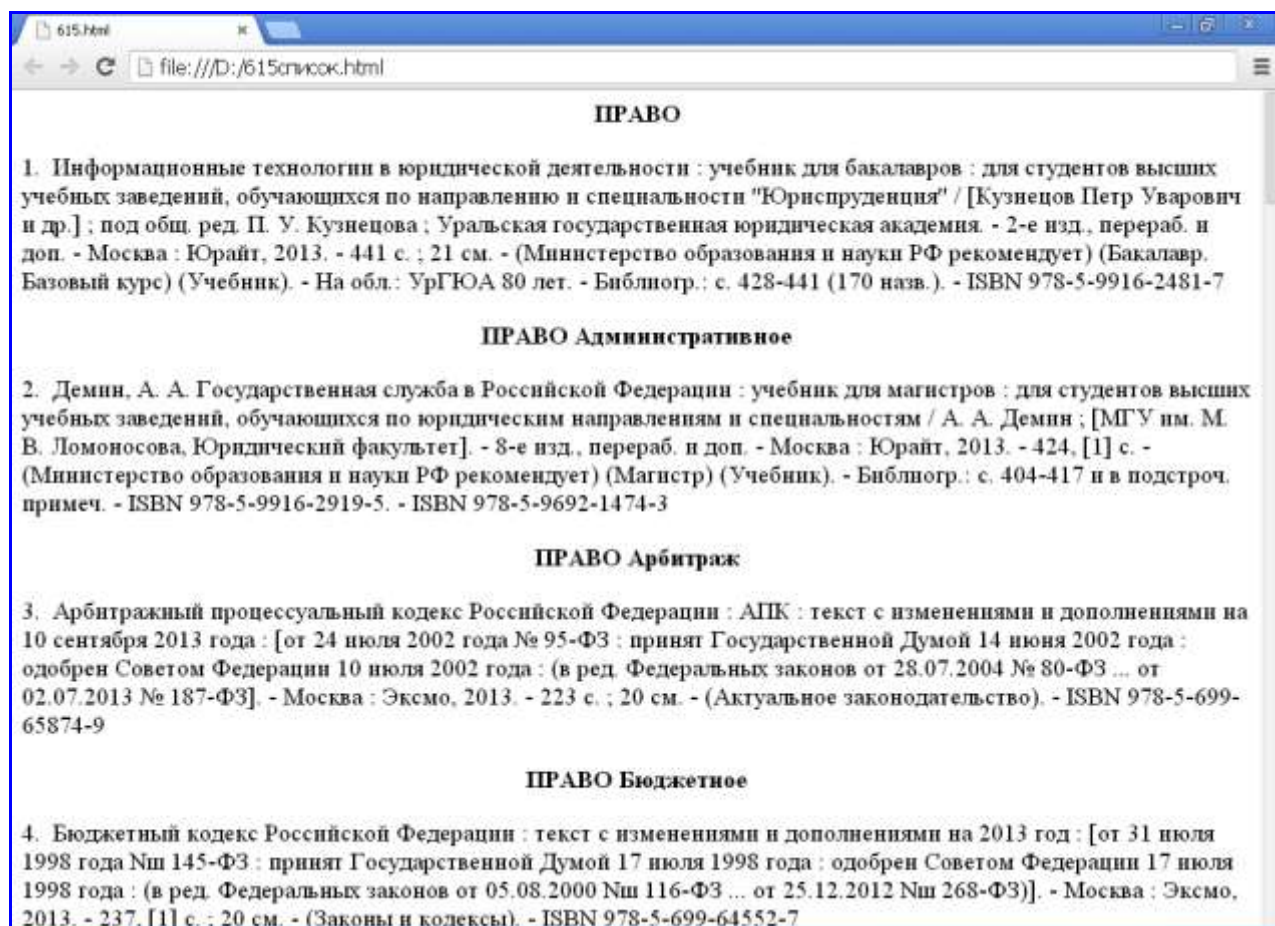 615.html
file:///D:/615список.html
ПРАВО
1. Информационные технологии в юридической деятельности : учебник для бакалавров : для студентов высших
учебных заведений, обучающихся по направлению и специальности "Юриспруденция" / [Кузнецов Петр Уварович
и др.] ; под общ. ред. П. У. Кузнецова ; Уральская государственная юридическая академия. - 2-е изд., перераб. и
доп. - Москва : Юрайт, 2013. - 441 с. ; 21 см. - (Министерство образования и науки РФ рекомендует) (Бакалавр.
Базовый курс) (Учебник). - На обл.: УрГЮА 80 лет. - Библиогр.: с. 428-441 (170 назв.). - ISBN 978-5-9916-2481-7
ПРАВО Административное
2. Демин, А. А. Государственная служба в Российской Федерации : учебник для магистров : для студентов высших
учебных заведений, обучающихся по юридическим направлениям и специальностям / А. А. Демин ; [МГУ им. М.
В. Ломоносова, Юридический факультет]. - 8-е изд., перераб. и доп. - Москва : Юрайт, 2013. - 424, [1] с. -
(Министерство образования и науки РФ рекомендует) (Магистр) (Учебник). - Библиогр.: с. 404-417 и в подстроч.
примеч. - ISBN 978-5-9916-2919-5. - ISBN 978-5-9692-1474-3
ПРАВО Арбитраж
3. Арбитражный процессуальный кодекс Российской Федерации : АПК : текст с изменениями и дополнениями на
10 сентября 2013 года : [от 24 июля 2002 года № 95-ФЗ : принят Государственной Думой 14 июня 2002 года :
одобрен Советом Федерации 10 июля 2002 года : (в ред. Федеральных законов от 28.07.2004 № 80-ФЗ ... от
02.07.2013 № 187-ФЗ]. - Москва : Эксмо, 2013. - 223 с. ; 20 см. - (Актуальное законодательство). - ISBN 978-5-699-
65874-9
ПРАВО Бюджетное
4. Бюджетный кодекс Российской Федерации : текст с изменениями и дополнениями на 2013 год : [от 31 июля
1998 года Nш 145-ФЗ : принят Государственной Думой 17 июля 1998 года : одобрен Советом Федерации 17 июля
1998 года : (в ред. Федеральных законов от 05.08.2000 Nш 116-ФЗ ... от 25.12.2012 Nш 268-ФЗ)]. - Москва : Эксмо,
2013. - 237, [1] с. ; 20 см. - (Законы и кодексы). - ISBN 978-5-699-64552-7